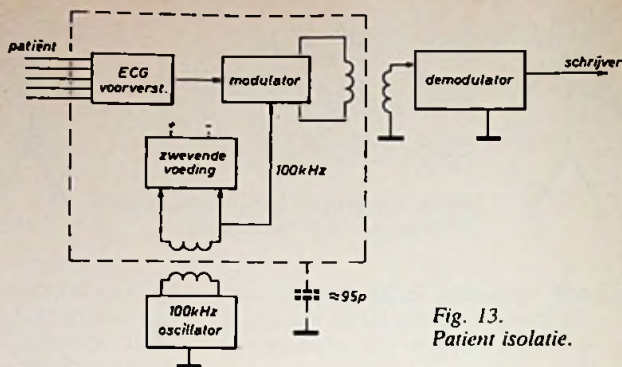 patiënt
ECG
voorverst.
modulator
demodulator
schrijver
+ -
zwevende
voeding
100kHz
≈95p
100kHz
oscillator
Fig. 13.
Patient isolatie.